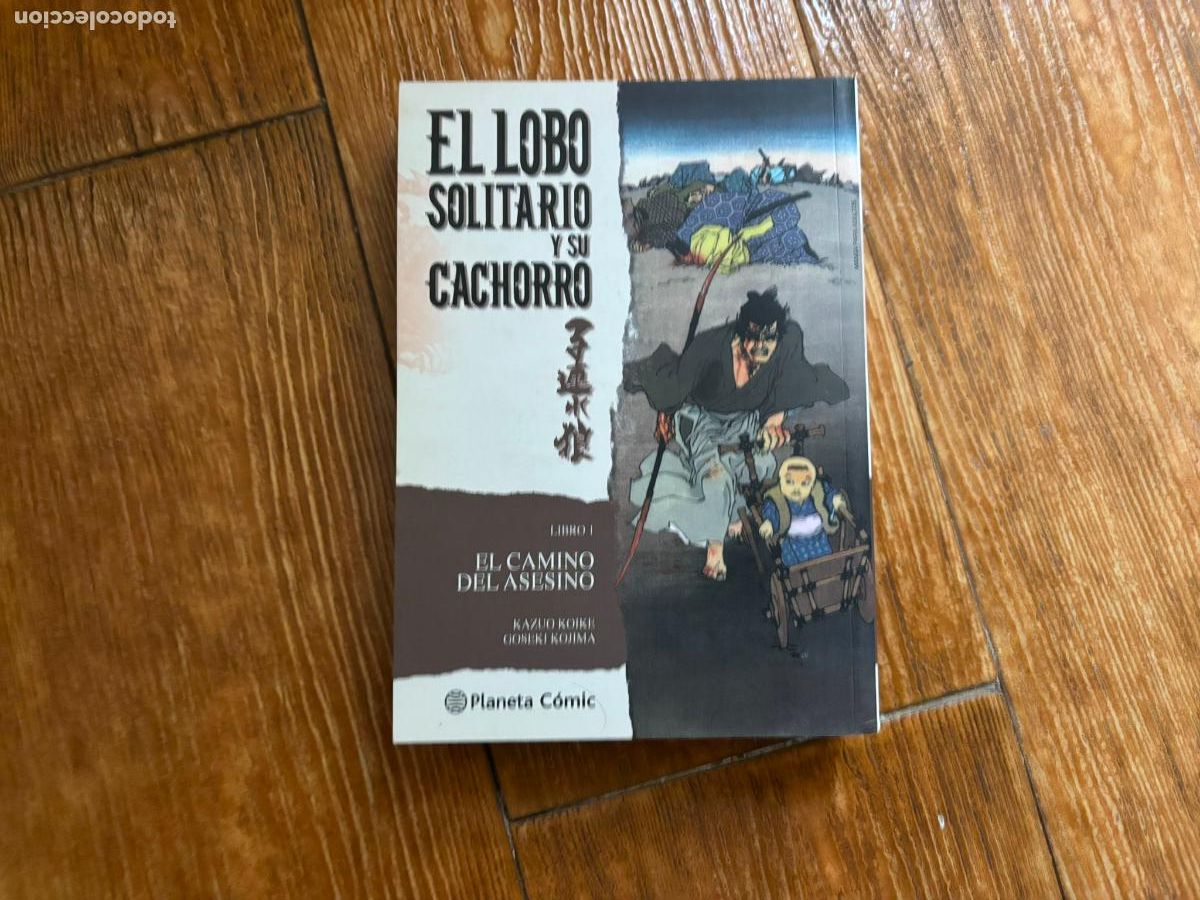 todocoleccion
EL LOBO
SOLITARIO
Y SU
CACHORRO
子連れ狼
LIBRO 1
EL CAMINO
DEL ASESINO
KAZUO KOIKE
GOSEKI KOJIMA
Planeta Cómic